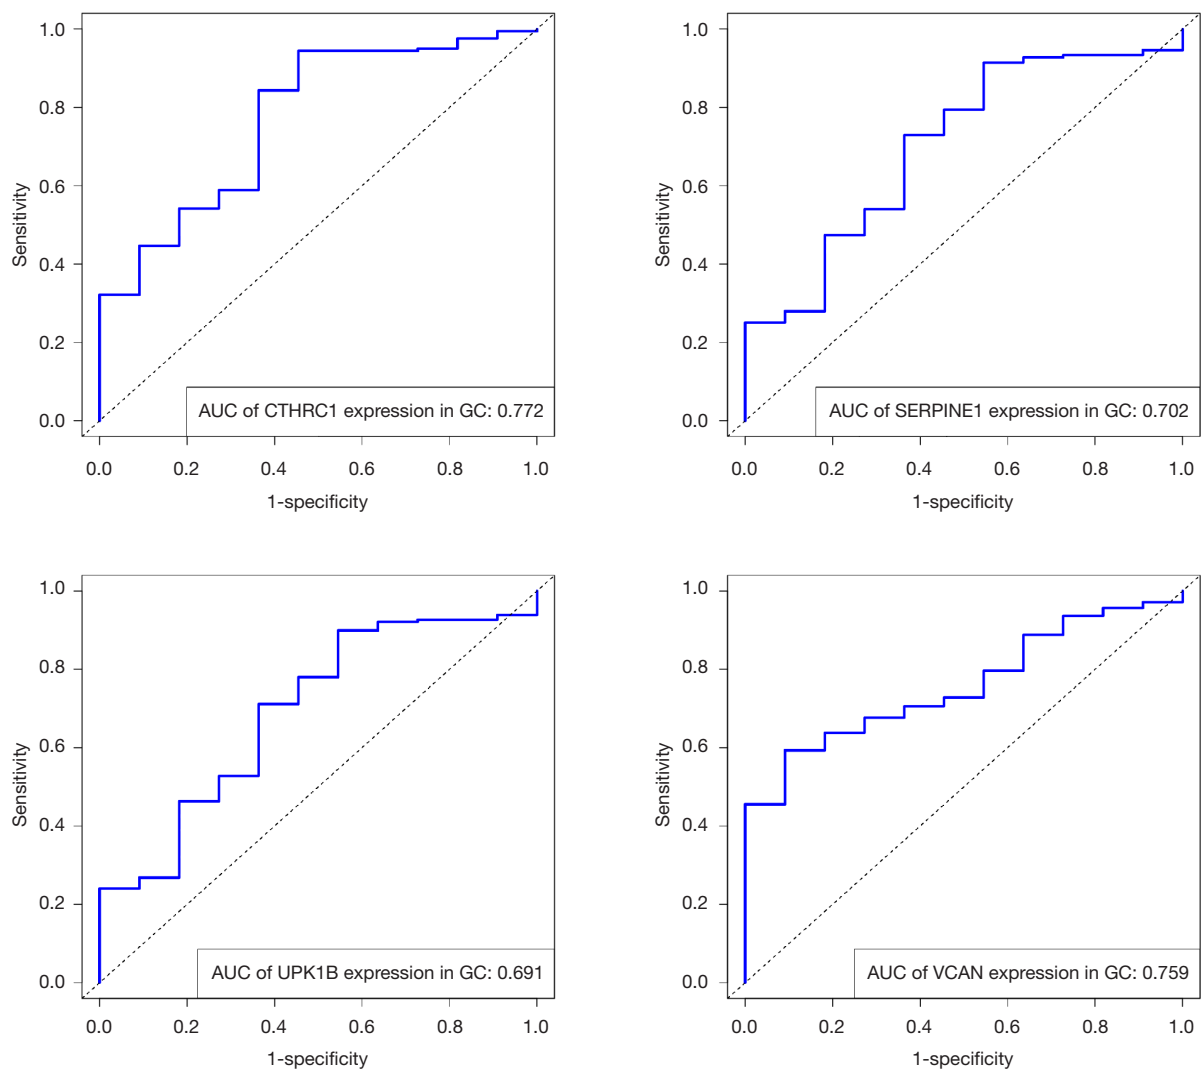 1.0
0.8
0.6
0.4
0.2
0.0
Sensitivity
AUC of CTHRC1 expression in GC: 0.772
0.0 0.2 0.4 0.6 0.8 1.0
1-specificity
1.0
0.8
0.6
0.4
0.2
0.0
Sensitivity
AUC of SERPINE1 expression in GC: 0.702
0.0 0.2 0.4 0.6 0.8 1.0
1-specificity
1.0
0.8
0.6
0.4
0.2
0.0
Sensitivity
AUC of UPK1B expression in GC: 0.691
0.0 0.2 0.4 0.6 0.8 1.0
1-specificity
1.0
0.8
0.6
0.4
0.2
0.0
Sensitivity
AUC of VCAN expression in GC: 0.759
0.0 0.2 0.4 0.6 0.8 1.0
1-specificity